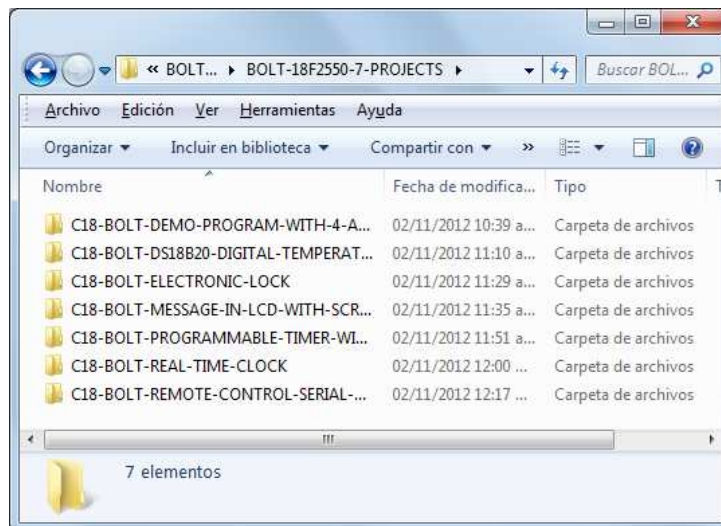 « BOLT... ▸ BOLT-18F2550-7-PROJECTS ▸ Buscar BOL...
Archivo Edición Ver Herramientas Ayuda
Organizar Incluir en biblioteca Compartir con »
Nombre Fecha de modifica... Tipo T
C18-BOLT-DEMO-PROGRAM-WITH-4-A... 02/11/2012 10:39 a... Carpeta de archivos
C18-BOLT-DS18B20-DIGITAL-TEMPERAT... 02/11/2012 11:10 a... Carpeta de archivos
C18-BOLT-ELECTRONIC-LOCK 02/11/2012 11:29 a... Carpeta de archivos
C18-BOLT-MESSAGE-IN-LCD-WITH-SCR... 02/11/2012 11:35 a... Carpeta de archivos
C18-BOLT-PROGRAMMABLE-TIMER-WI... 02/11/2012 11:51 a... Carpeta de archivos
C18-BOLT-REAL-TIME-CLOCK 02/11/2012 12:00 ... Carpeta de archivos
C18-BOLT-REMOTE-CONTROL-SERIAL-... 02/11/2012 12:17 ... Carpeta de archivos
7 elementos